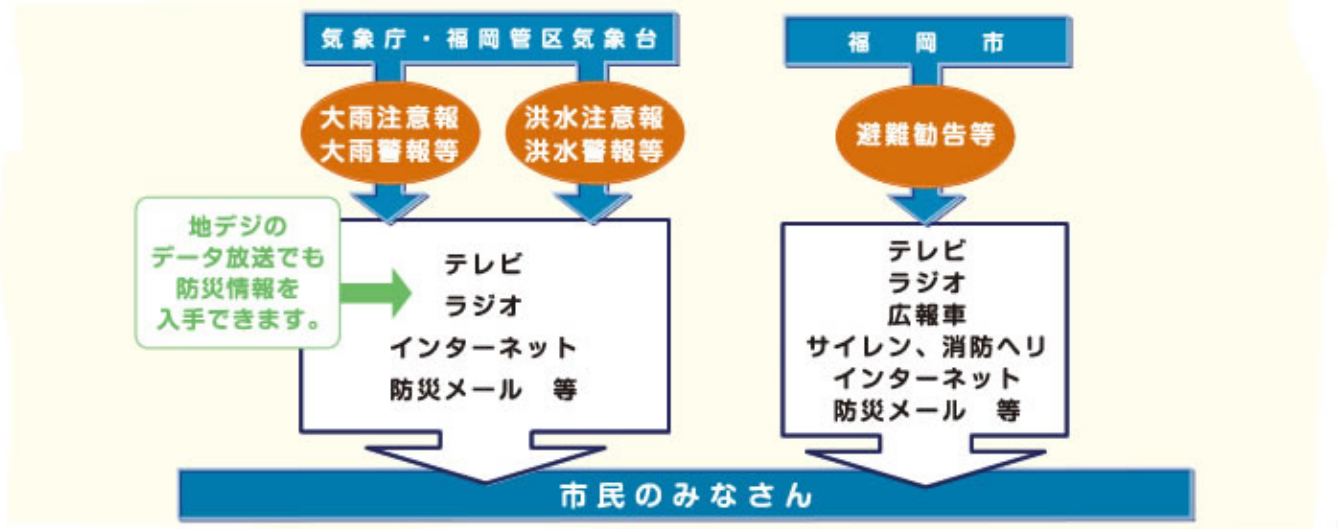 気象庁・福岡管区気象台
大雨注意報
大雨警報等
洪水注意報
洪水警報等
地デジの
データ放送でも
防災情報を
入手できます。
テレビ
ラジオ
インターネット
防災メール　等
福岡市
避難勧告等
テレビ
ラジオ
広報車
サイレン、消防ヘリ
インターネット
防災メール　等
市民のみなさん